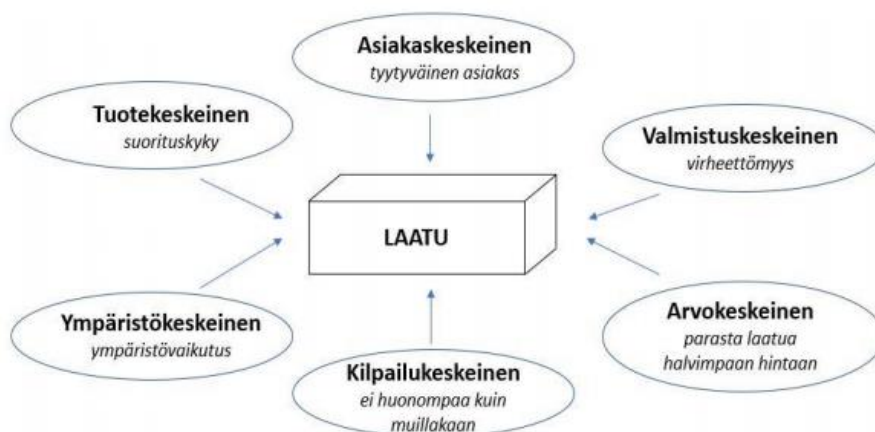 Asiakaskeskeinen
tyytyväinen asiakas
Tuotekeskeinen
suorituskyky
Valmistuskeskeinen
virheettömyys
LAATU
Ympäristökeskeinen
ympäristövaikutus
Arvokeskeinen
parasta laatua
halvimpaan hintaan
Kilpailukeskeinen
ei huonompaa kuin
muillakaan